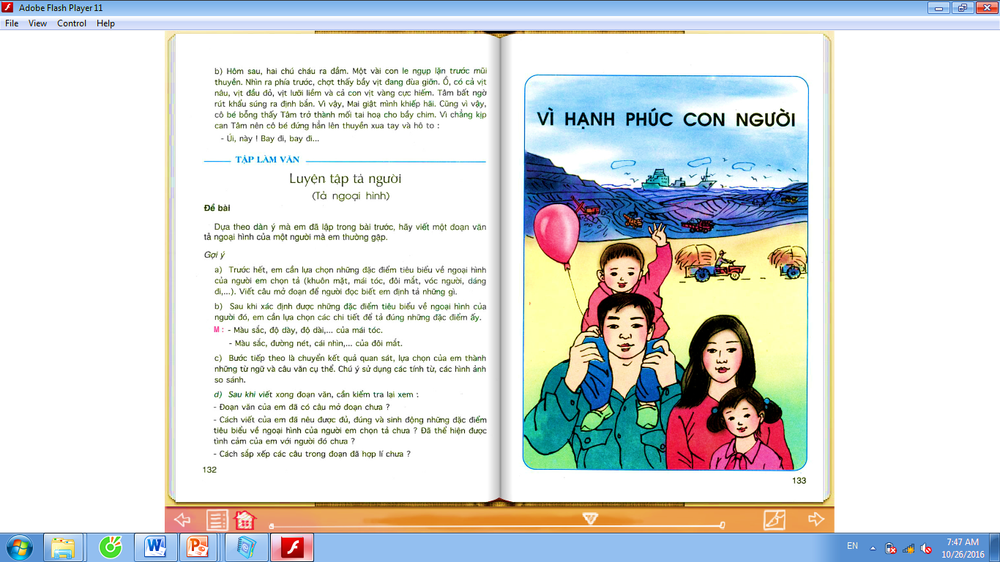 Adobe Flash Player 11
File View Control Help
b) Hôm sau, hai chú cháu ra đầm. Một vài con le ngụp lặn trước mũi
thuyền. Nhìn ra phía trước, chợt thấy bầy vịt đang đùa giỡn. Ồ, có cả vịt
nâu, vịt đầu đỏ, vịt lưỡi liềm và cả con vịt vàng cực hiếm. Tâm bất ngờ
rút khẩu súng ra định bắn. Vì vậy, Mai giật mình khiếp hãi. Cũng vì vậy,
cô bé bỗng thấy Tâm trở thành mối tai hoạ cho bầy chim. Vì chẳng kịp
can Tâm nên cô bé đứng hẳn lên thuyền xua tay và hô to :
- Úi, này ! Bay đi, bay đi...
TẬP LÀM VĂN
Luyện tập tả người
(Tả ngoại hình)
Đề bài
Dựa theo dàn ý mà em đã lập trong bài trước, hãy viết một đoạn văn
tả ngoại hình của một người mà em thường gặp.
Gợi ý
a) Trước hết, em cần lựa chọn những đặc điểm tiêu biểu về ngoại hình
của người em chọn tả (khuôn mặt, mái tóc, đôi mắt, vóc người, dáng
đi,...). Viết câu mở đoạn để người đọc biết em định tả những gì.
b) Sau khi xác định được những đặc điểm tiêu biểu về ngoại hình của
người đó, em cần lựa chọn các chi tiết để tả đúng những đặc điểm ấy.
M : - Màu sắc, độ dày, độ dài,... của mái tóc.
- Màu sắc, đường nét, cái nhìn,... của đôi mắt.
c) Bước tiếp theo là chuyển kết quả quan sát, lựa chọn của em thành
những từ ngữ và câu văn cụ thể. Chú ý sử dụng các tính từ, các hình ảnh
so sánh.
d) Sau khi viết xong đoạn văn, cần kiểm tra lại xem :
- Đoạn văn của em đã có câu mở đoạn chưa ?
- Cách viết của em đã nêu được đủ, đúng và sinh động những đặc điểm
tiêu biểu về ngoại hình của người em chọn tả chưa ? Đã thể hiện được
tình cảm của em với người đó chưa ?
- Cách sắp xếp các câu trong đoạn đã hợp lí chưa ?
132
VÌ HẠNH PHÚC CON NGƯỜI
133
EN
7:47 AM
10/26/2016